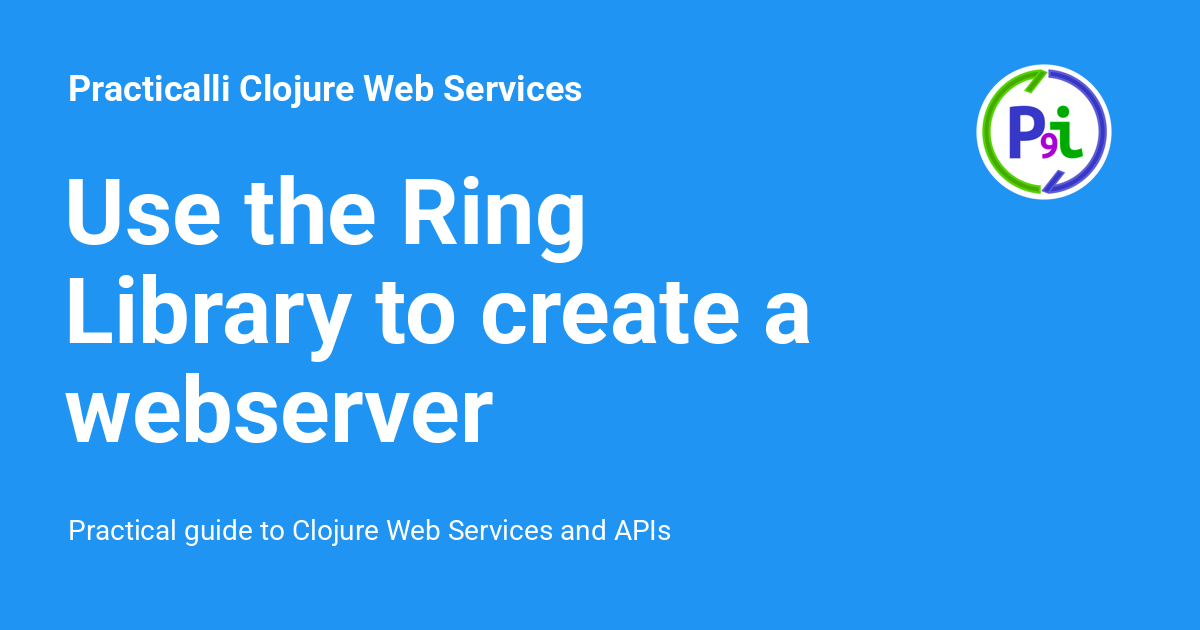 Practicalli Clojure Web Services
P9i
Use the Ring
Library to create a
webserver
Practical guide to Clojure Web Services and APIs